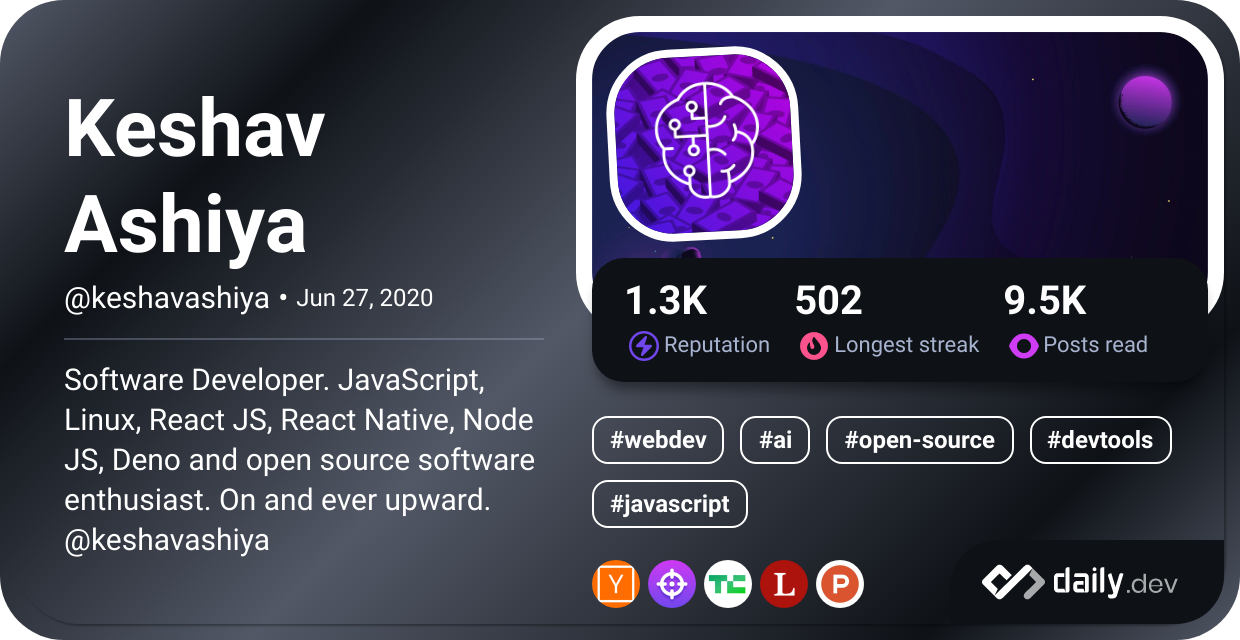 Keshav
Ashiya
@keshavashiya • Jun 27, 2020
Software Developer. JavaScript,
Linux, React JS, React Native, Node
JS, Deno and open source software
enthusiast. On and ever upward.
@keshavashiya
1.3K 502 9.5K
Reputation Longest streak Posts read
#webdev #ai #open-source #devtools
#javascript
Y TC L P
daily.dev